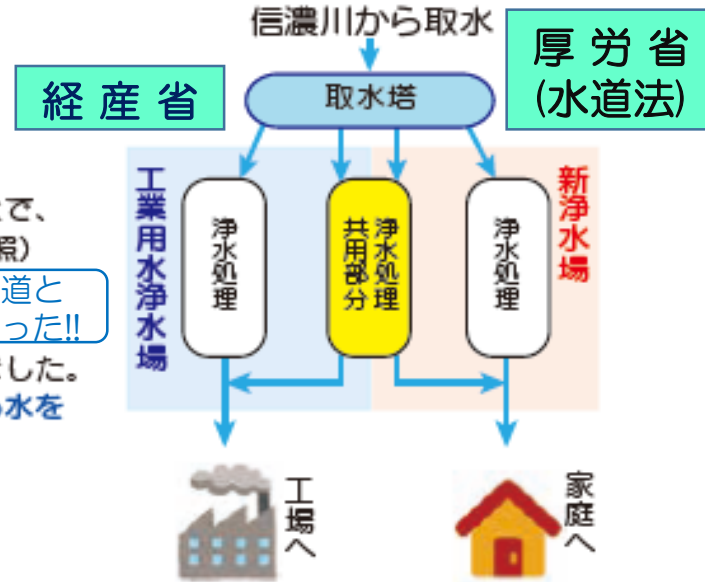 信濃川から取水
経産省
厚労省
(水道法)
取水塔
で、
照)
道と
った!!
した。
水を
工業用水浄水場
浄水処理
浄水処理
共用部分
浄水処理
新浄水場
工場へ
家庭へ